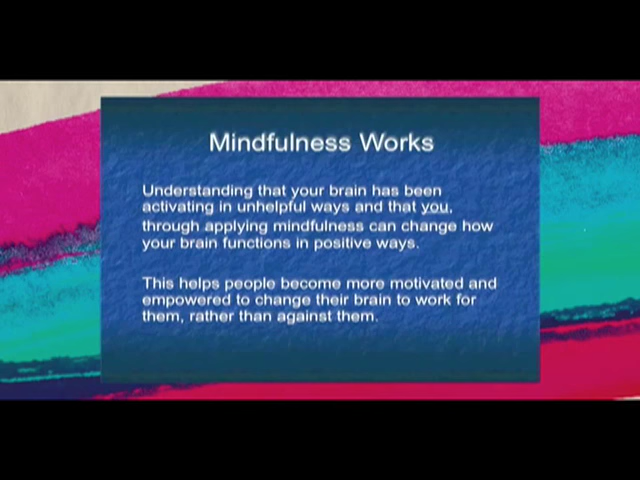 Mindfulness Works
Understanding that your brain has been
activating in unhelpful ways and that you,
through applying mindfulness can change how
your brain functions in positive ways.
This helps people become more motivated and
empowered to change their brain to work for
them, rather than against them.